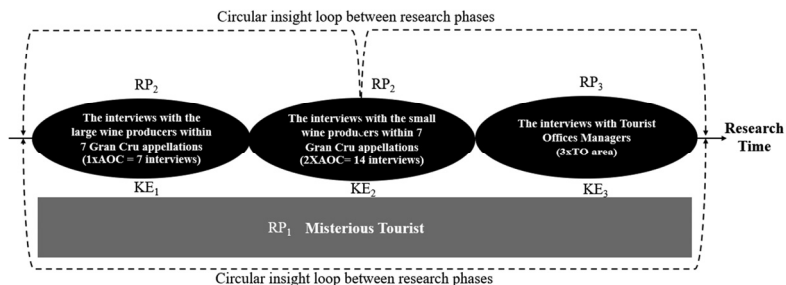 Circular insight loop between research phases
RP2
RP2
RP3
The interviews with the
large wine producers within
7 Gran Cru appellations
(1xAOC = 7 interviews)
The interviews with the small
wine producers within 7
Gran Cru appellations
(2XAOC= 14 interviews)
The interviews with Tourist
Offices Managers
(3xTO area)
Research
Time
KE1
KE2
KE3
RP1 Misterious Tourist
Circular insight loop between research phases